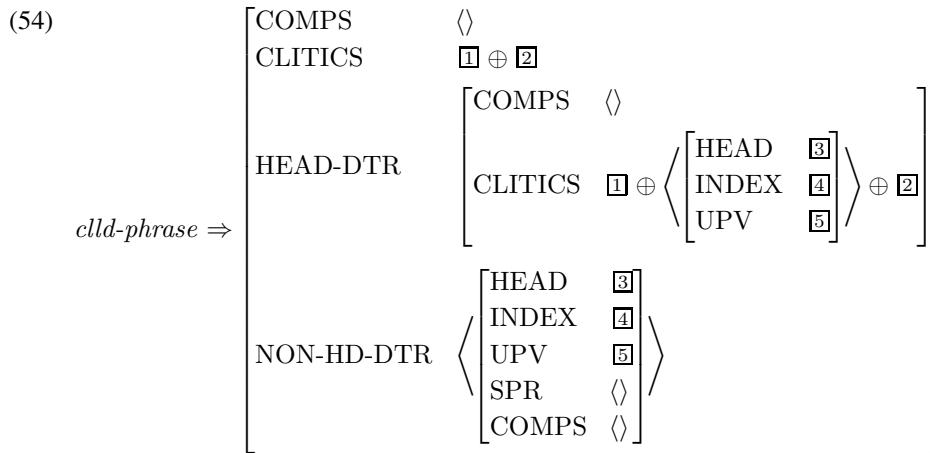 (54)
COMPS ⟨⟩
CLITICS 1 ⊕ 2
COMPS ⟨⟩
HEAD 3
HEAD-DTR CLITICS 1 ⊕ ⟨ INDEX 4 ⟩ ⊕ 2
UPV 5
clld-phrase ⇒
HEAD 3
INDEX 4
NON-HD-DTR ⟨ UPV 5 ⟩
SPR ⟨⟩
COMPS ⟨⟩